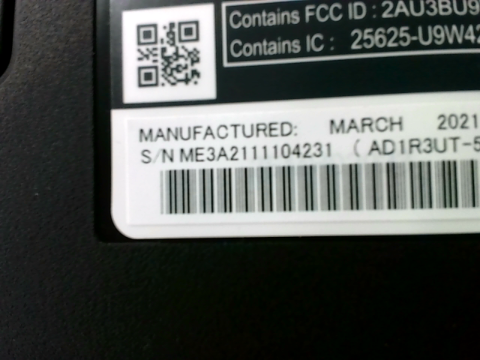 Contains FCC ID : 2AU3BU9
Contains IC : 25625-U9W42
MANUFACTURED: MARCH 2021
S/N ME3A2111104231 ( AD1R3UT-5